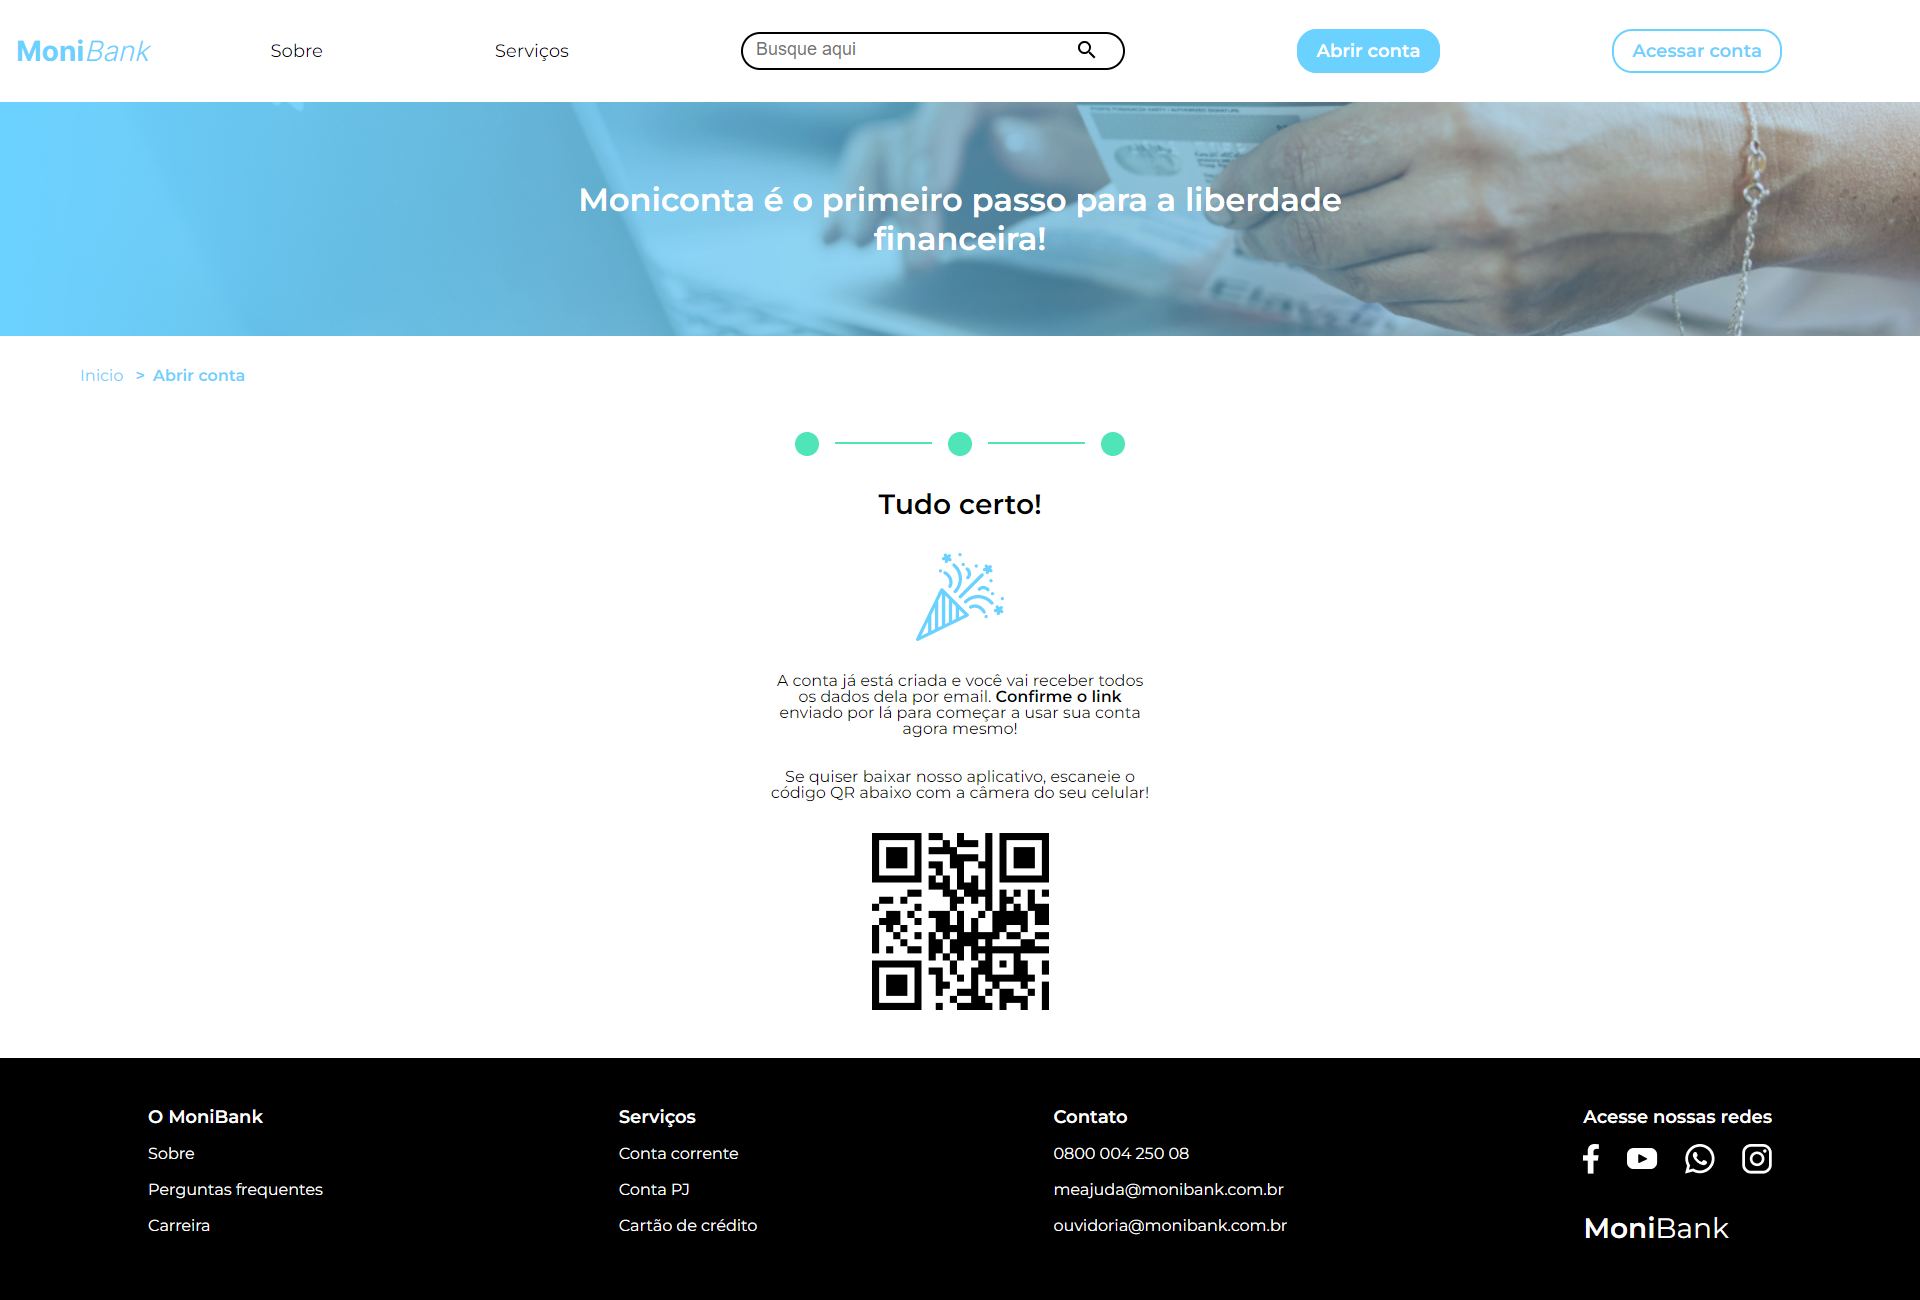 MoniBank
Sobre
Serviços
Busque aqui
Abrir conta
Acessar conta
Moniconta é o primeiro passo para a liberdade
financeira!
Inicio > Abrir conta
Tudo certo!
A conta já está criada e você vai receber todos
os dados dela por email. Confirme o link
enviado por lá para começar a usar sua conta
agora mesmo!
Se quiser baixar nosso aplicativo, escaneie o
código QR abaixo com a câmera do seu celular!
O MoniBank
Sobre
Perguntas frequentes
Carreira
Serviços
Conta corrente
Conta PJ
Cartão de crédito
Contato
0800 004 250 08
meajuda@monibank.com.br
ouvidoria@monibank.com.br
Acesse nossas redes
MoniBank